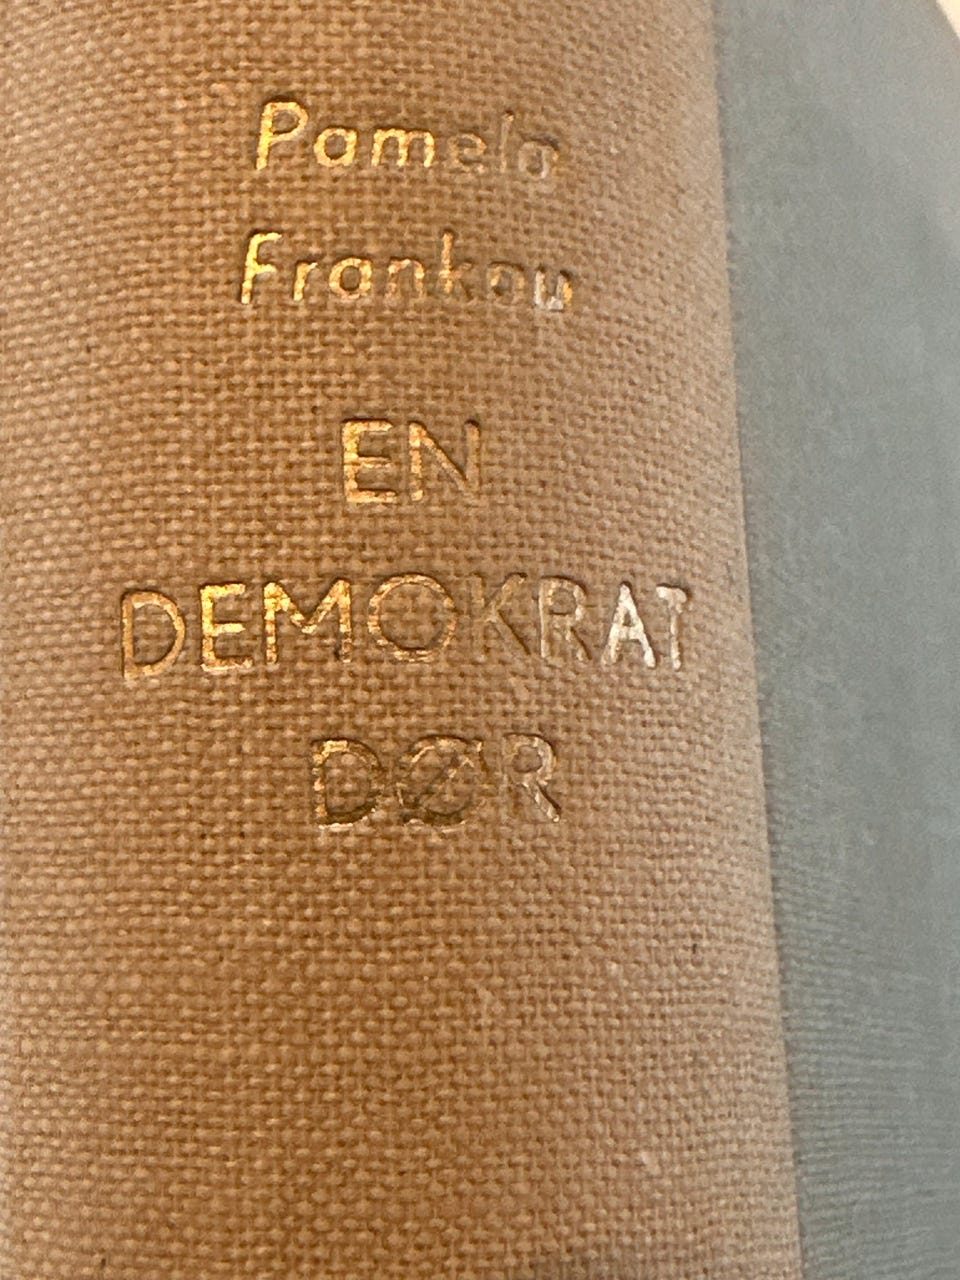 Pamela
Frankau
EN
DEMOKRAT
DØR